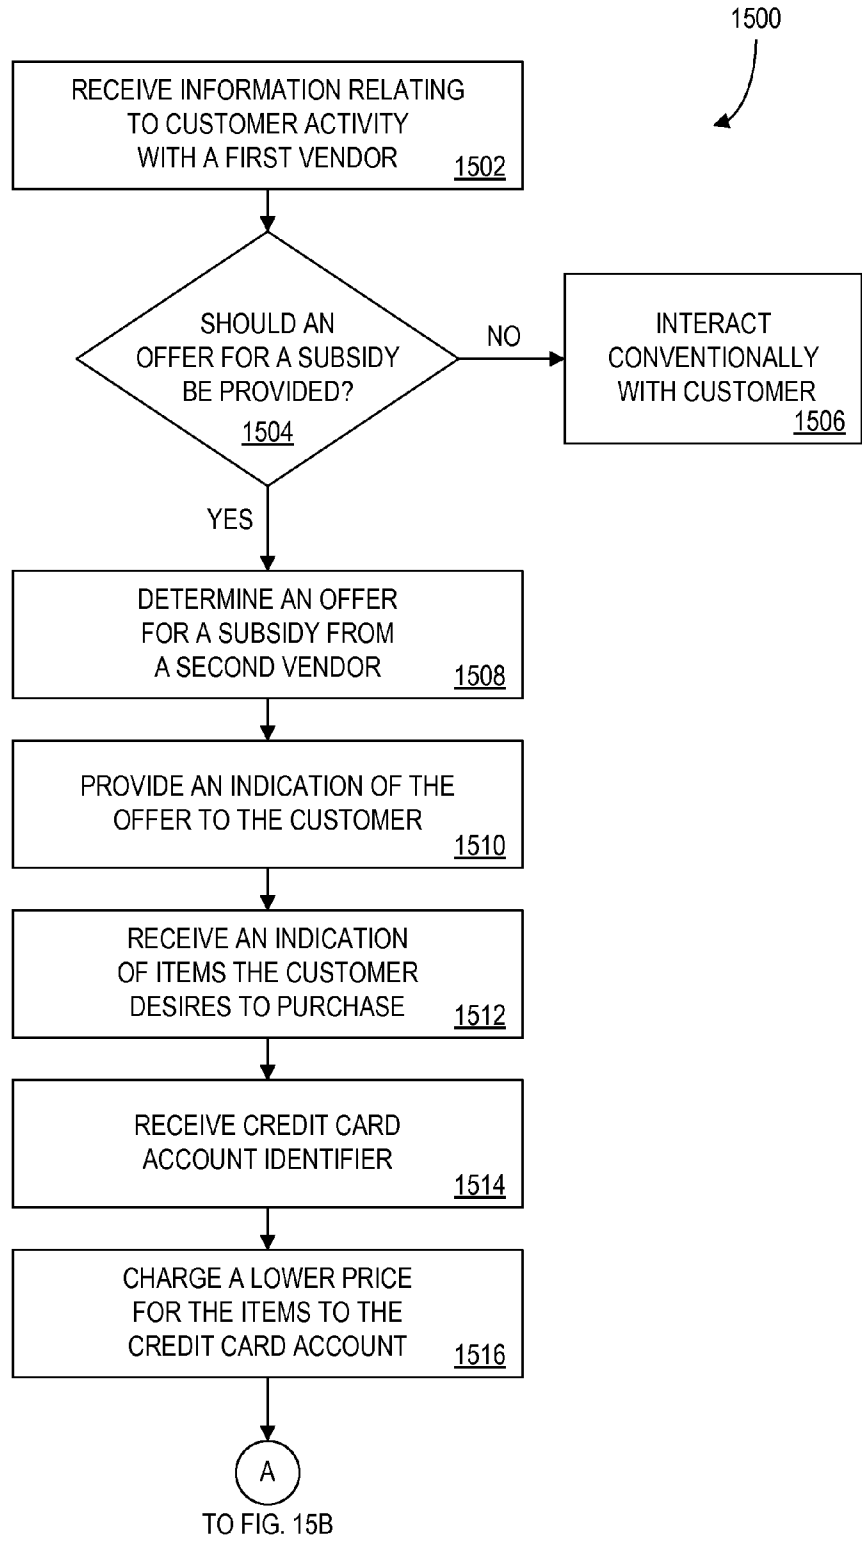 1500
RECEIVE INFORMATION RELATING
TO CUSTOMER ACTIVITY
WITH A FIRST VENDOR
1502
SHOULD AN
OFFER FOR A SUBSIDY
BE PROVIDED?
1504
NO
INTERACT
CONVENTIONALLY
WITH CUSTOMER
1506
YES
DETERMINE AN OFFER
FOR A SUBSIDY FROM
A SECOND VENDOR
1508
PROVIDE AN INDICATION OF THE
OFFER TO THE CUSTOMER
1510
RECEIVE AN INDICATION
OF ITEMS THE CUSTOMER
DESIRES TO PURCHASE
1512
RECEIVE CREDIT CARD
ACCOUNT IDENTIFIER
1514
CHARGE A LOWER PRICE
FOR THE ITEMS TO THE
CREDIT CARD ACCOUNT
1516
A
TO FIG. 15B